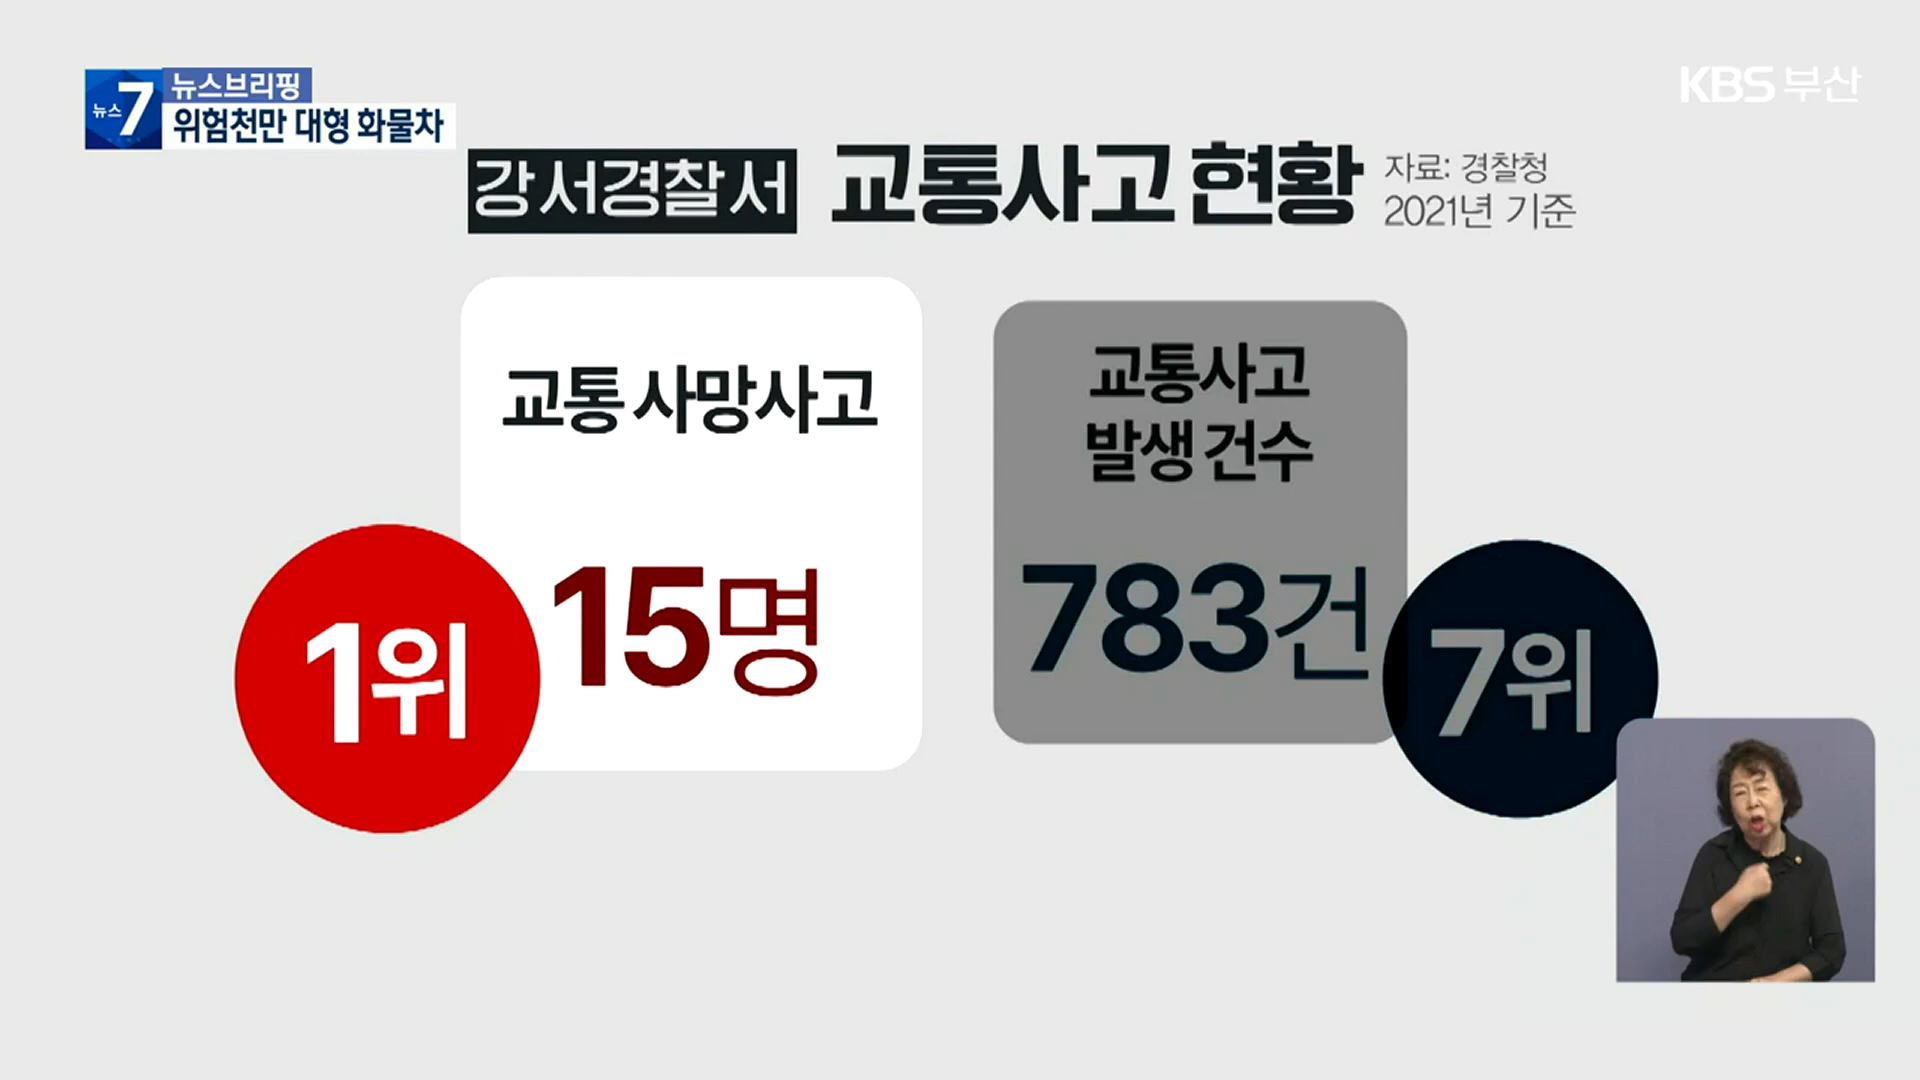 뉴스브리핑
뉴스7
위험천만 대형 화물차
KBS 부산
강서경찰서 교통사고 현황
자료: 경찰청
2021년 기준
교통 사망사고
15명
1위
교통사고
발생 건수
783건
7위